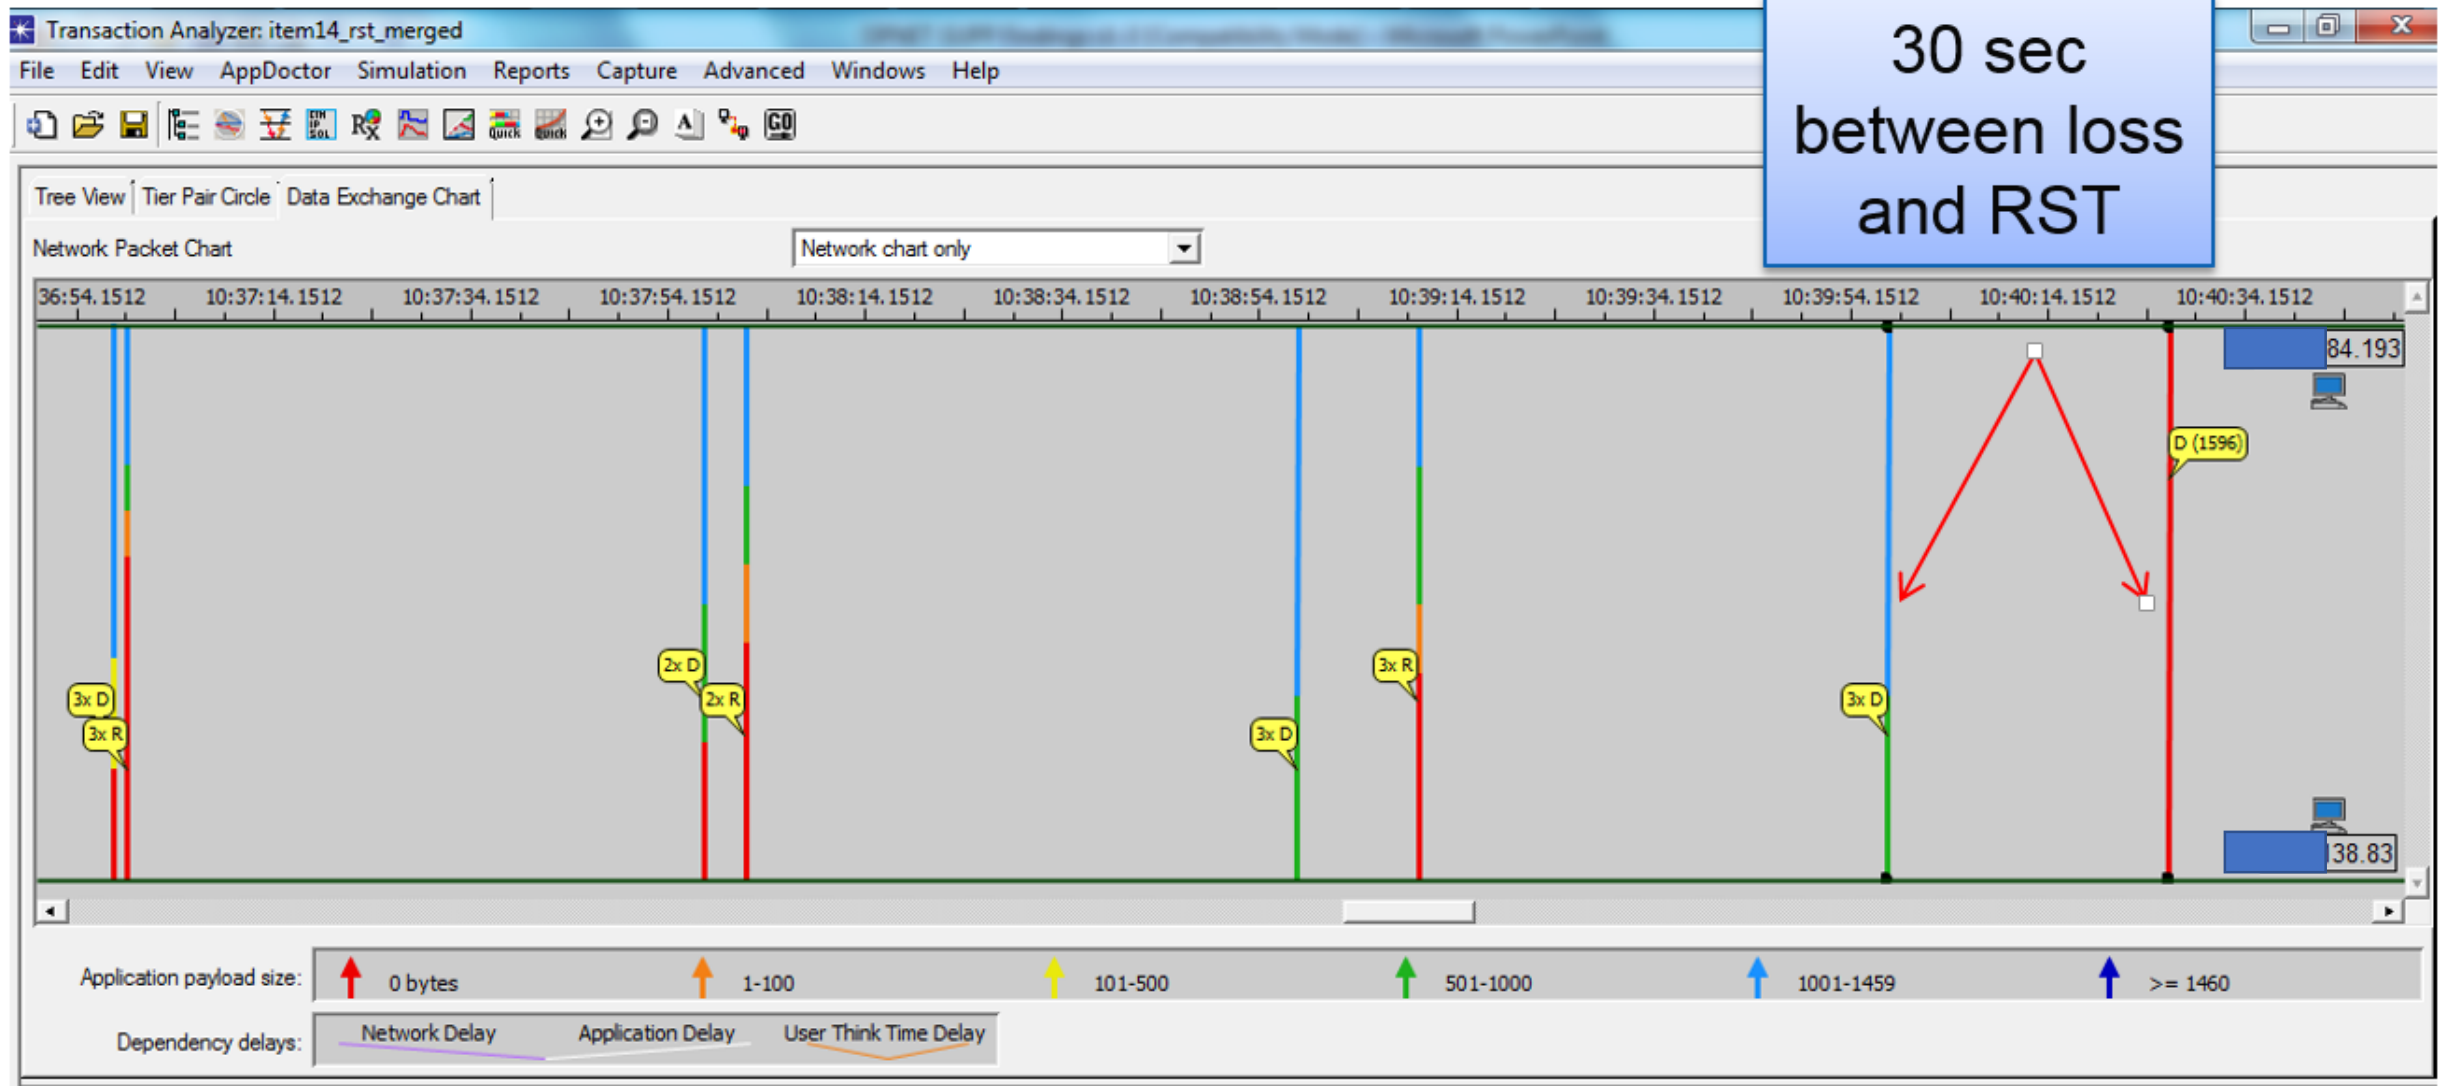 Transaction Analyzer: item14_rst_merged
File Edit View AppDoctor Simulation Reports Capture Advanced Windows Help
30 sec
between loss
and RST
QUICK QUICK A GO
Tree View Tier Pair Circle Data Exchange Chart
Network Packet Chart Network chart only
36:54.1512 10:37:14.1512 10:37:34.1512 10:37:54.1512 10:38:14.1512 10:38:34.1512 10:38:54.1512 10:39:14.1512 10:39:34.1512 10:39:54.1512 10:40:14.1512 10:40:34.1512
84.193
D (1596)
2x D 3x R
3x D 2x R 3x D
3x R 3x D
38.83
Application payload size: 0 bytes 1-100 101-500 501-1000 1001-1459 >= 1460
Dependency delays: Network Delay Application Delay User Think Time Delay